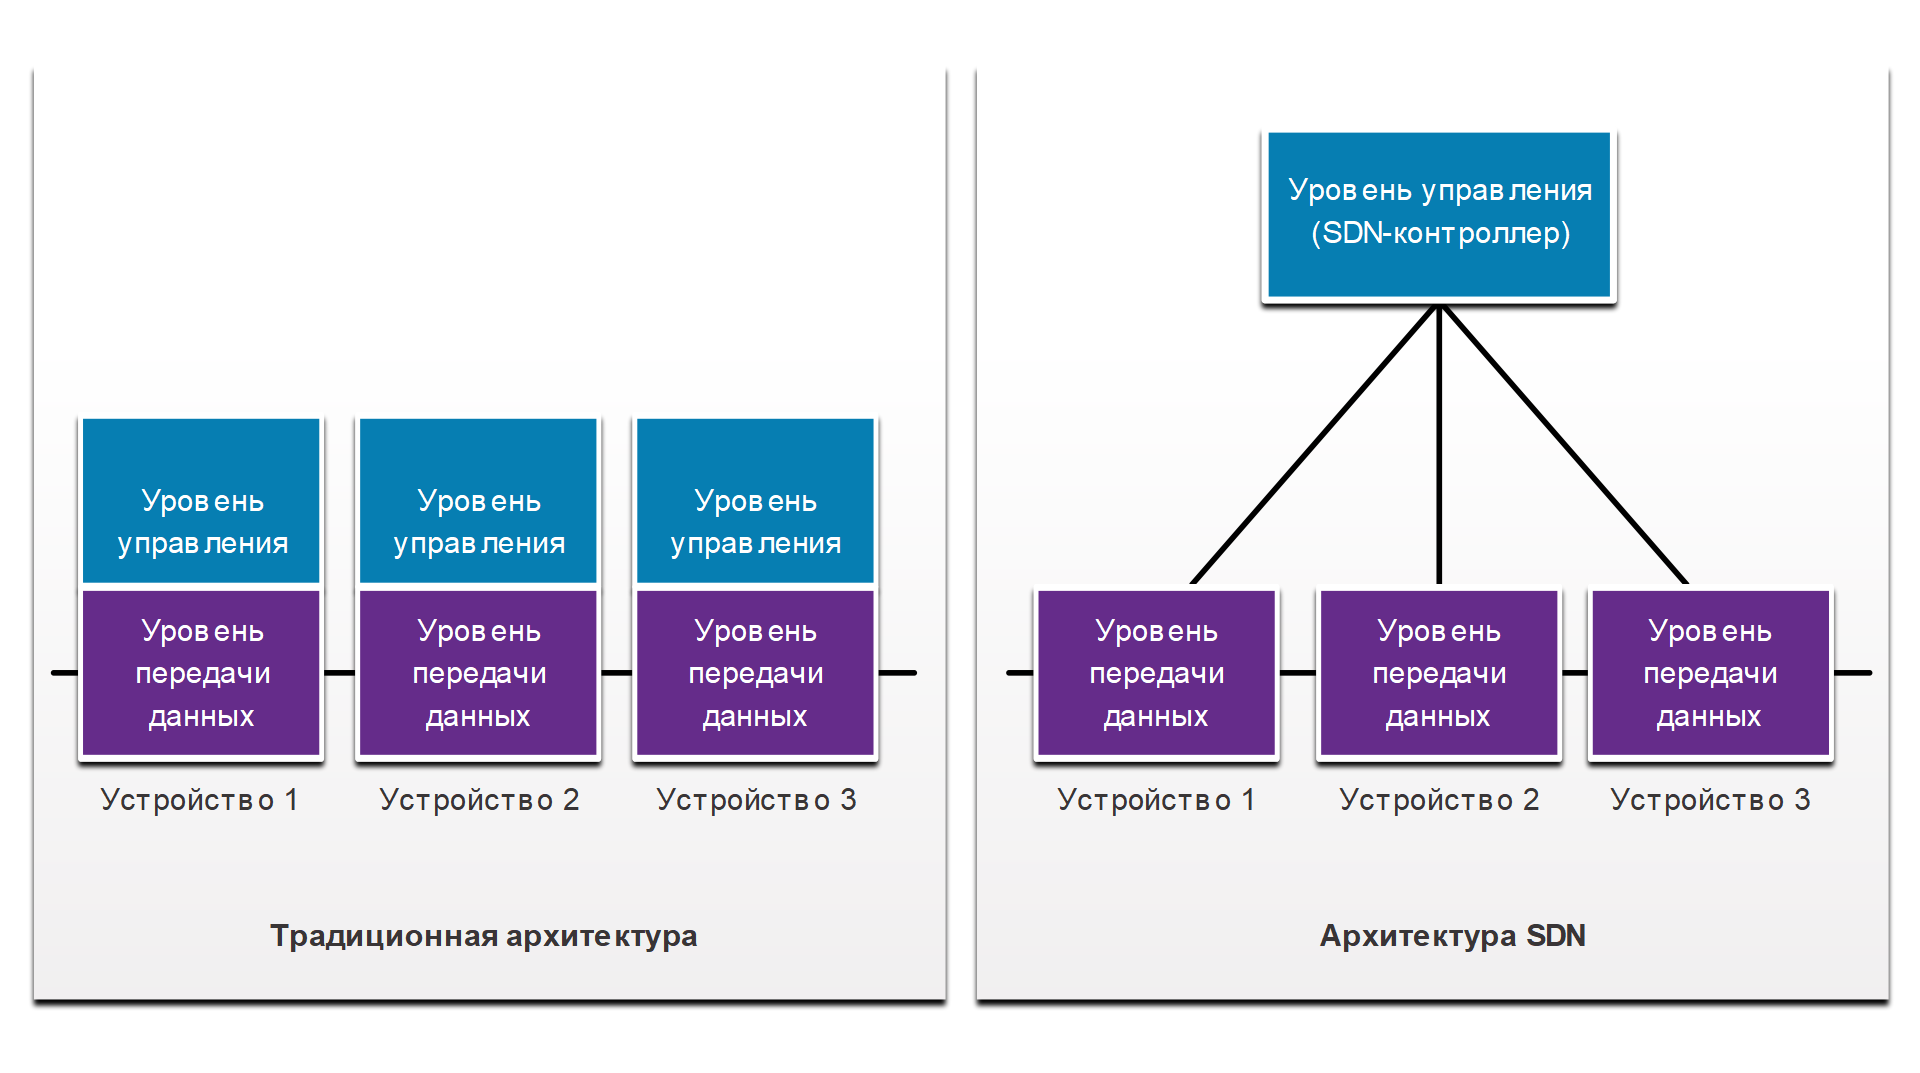 Уровень
управления
Уровень
передачи
данных
Устройство 1
Уровень
управления
Уровень
передачи
данных
Устройство 2
Уровень
управления
Уровень
передачи
данных
Устройство 3
Традиционная архитектура
Уровень управления
(SDN-контроллер)
Уровень
передачи
данных
Устройство 1
Уровень
передачи
данных
Устройство 2
Уровень
передачи
данных
Устройство 3
Архитектура SDN